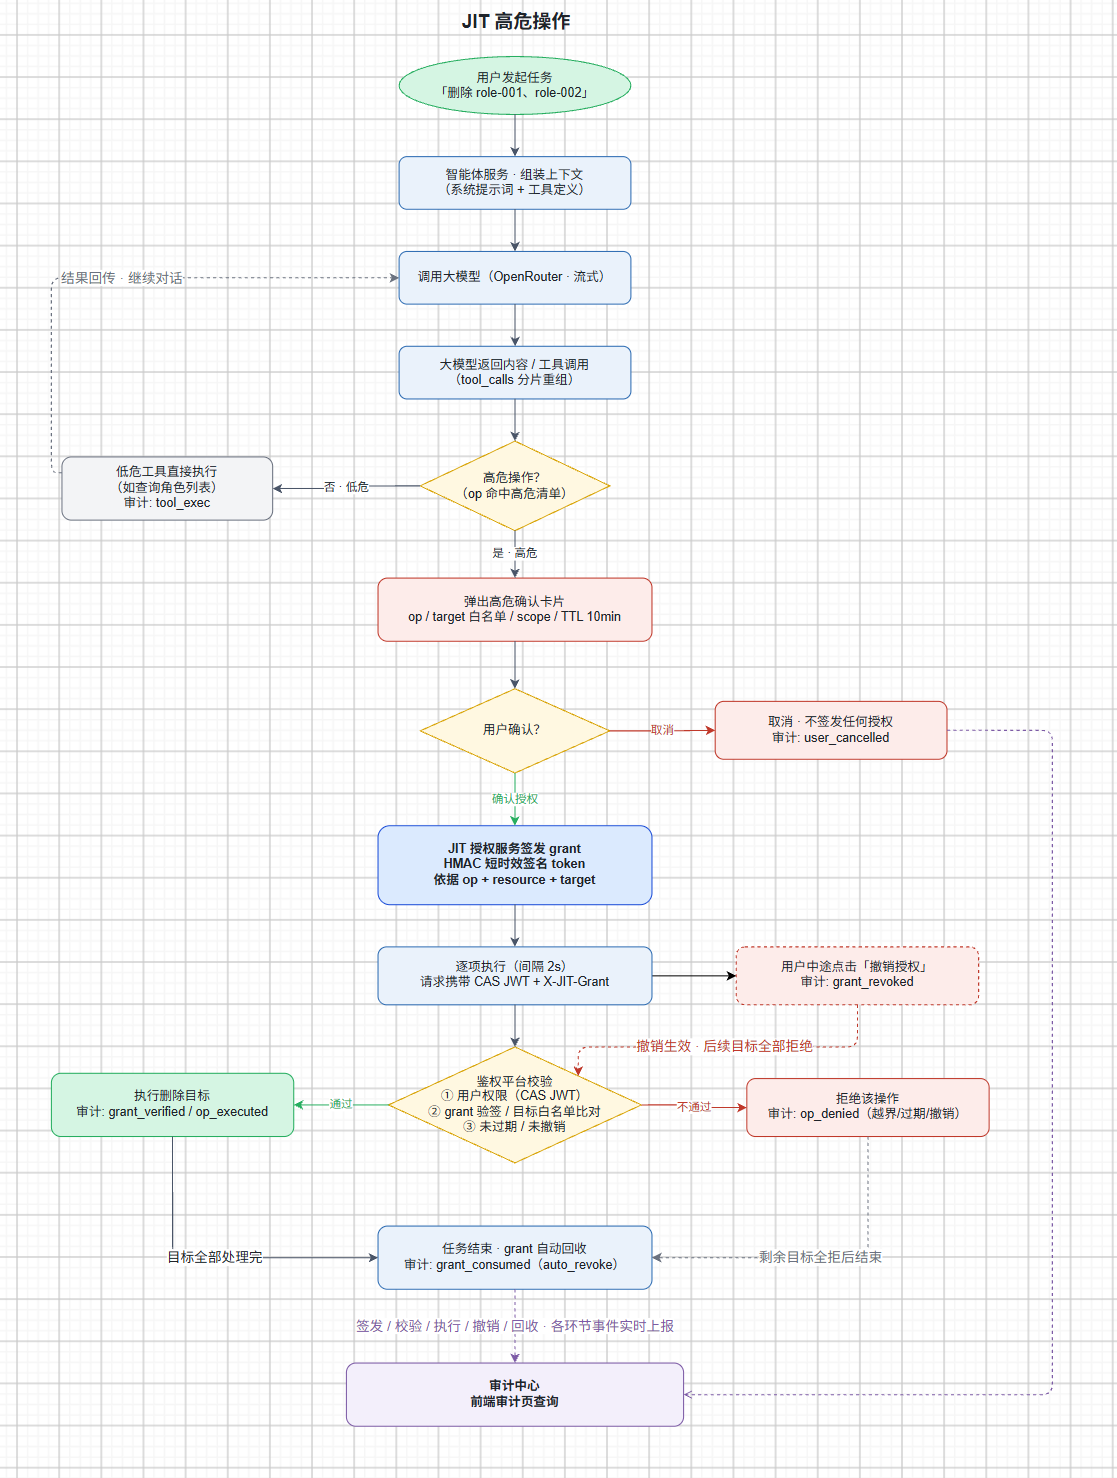 JIT 高危操作
用户发起任务
「删除 role-001、role-002」
智能体服务 · 组装上下文
（系统提示词 + 工具定义）
结果回传 · 继续对话
调用大模型（OpenRouter · 流式）
大模型返回内容 / 工具调用
（tool_calls 分片重组）
低危工具直接执行
（如查询角色列表）
审计: tool_exec
否 · 低危
高危操作？
（op 命中高危清单）
是 · 高危
弹出高危确认卡片
op / target 白名单 / scope / TTL 10min
用户确认？
取消
取消 · 不签发任何授权
审计: user_cancelled
确认授权
JIT 授权服务签发 grant
HMAC 短时效签名 token
依据 op + resource + target
逐项执行（间隔 2s）
请求携带 CAS JWT + X-JIT-Grant
用户中途点击「撤销授权」
审计: grant_revoked
撤销生效 · 后续目标全部拒绝
执行删除目标
审计: grant_verified / op_executed
通过
鉴权平台校验
① 用户权限（CAS JWT）
② grant 验签 / 目标白名单比对
③ 未过期 / 未撤销
不通过
拒绝该操作
审计: op_denied（越界/过期/撤销）
目标全部处理完
任务结束 · grant 自动回收
审计: grant_consumed（auto_revoke）
剩余目标全拒后结束
签发 / 校验 / 执行 / 撤销 / 回收 · 各环节事件实时上报
审计中心
前端审计页查询